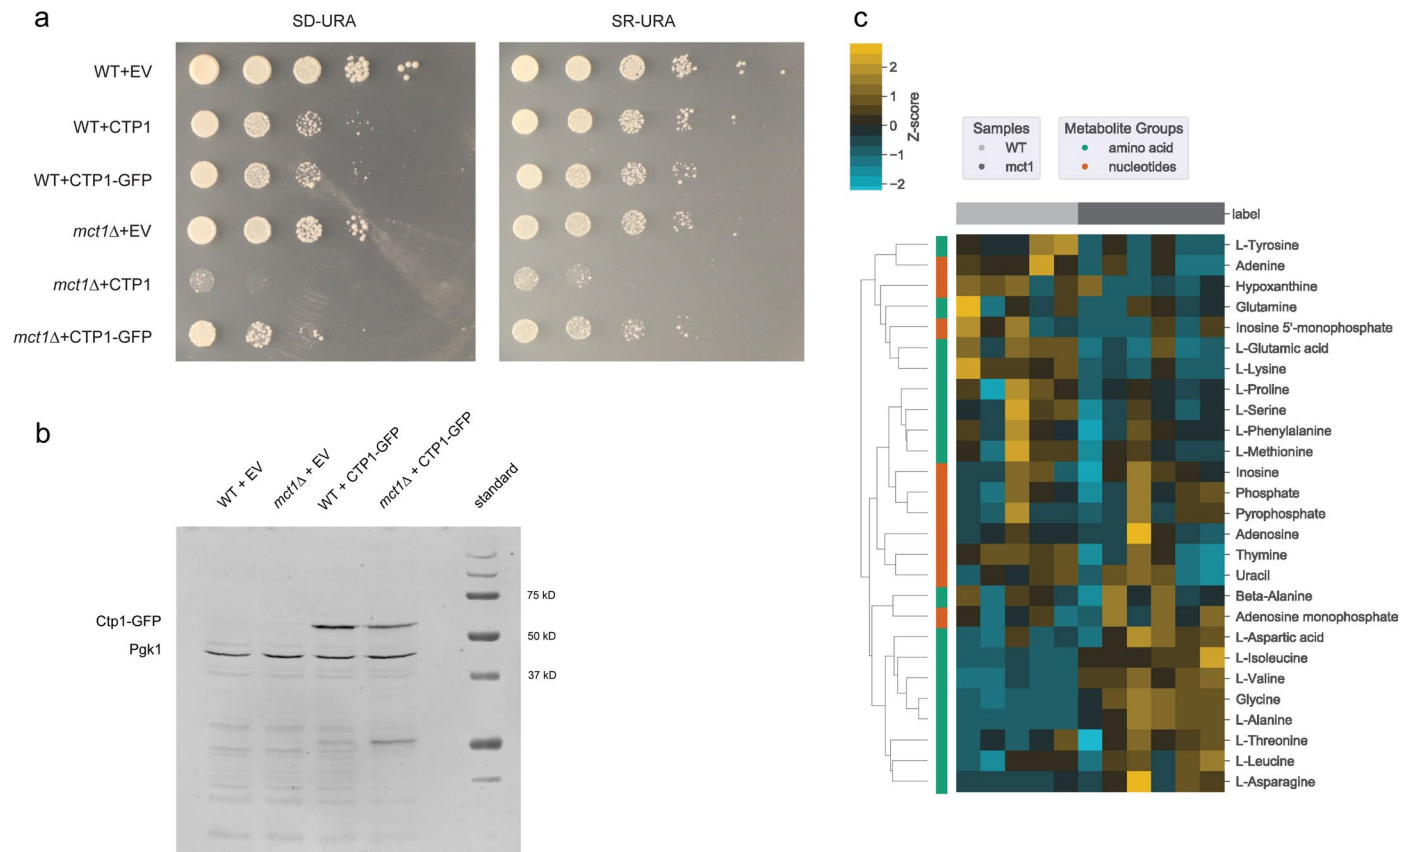 a
SD-URA
SR-URA
WT+EV
WT+CTP1
WT+CTP1-GFP
mct1Δ+EV
mct1Δ+CTP1
mct1Δ+CTP1-GFP
b
WT + EV
mct1Δ + EV
WT + CTP1-GFP
mct1Δ + CTP1-GFP
standard
Ctp1-GFP
Pgk1
75 kD
50 kD
37 kD
c
2
1
0
−1
−2
Z-score
Samples
WT
mct1
Metabolite Groups
amino acid
nucleotides
label
L-Tyrosine
Adenine
Hypoxanthine
Glutamine
Inosine 5'-monophosphate
L-Glutamic acid
L-Lysine
L-Proline
L-Serine
L-Phenylalanine
L-Methionine
Inosine
Phosphate
Pyrophosphate
Adenosine
Thymine
Uracil
Beta-Alanine
Adenosine monophosphate
L-Aspartic acid
L-Isoleucine
L-Valine
Glycine
L-Alanine
L-Threonine
L-Leucine
L-Asparagine